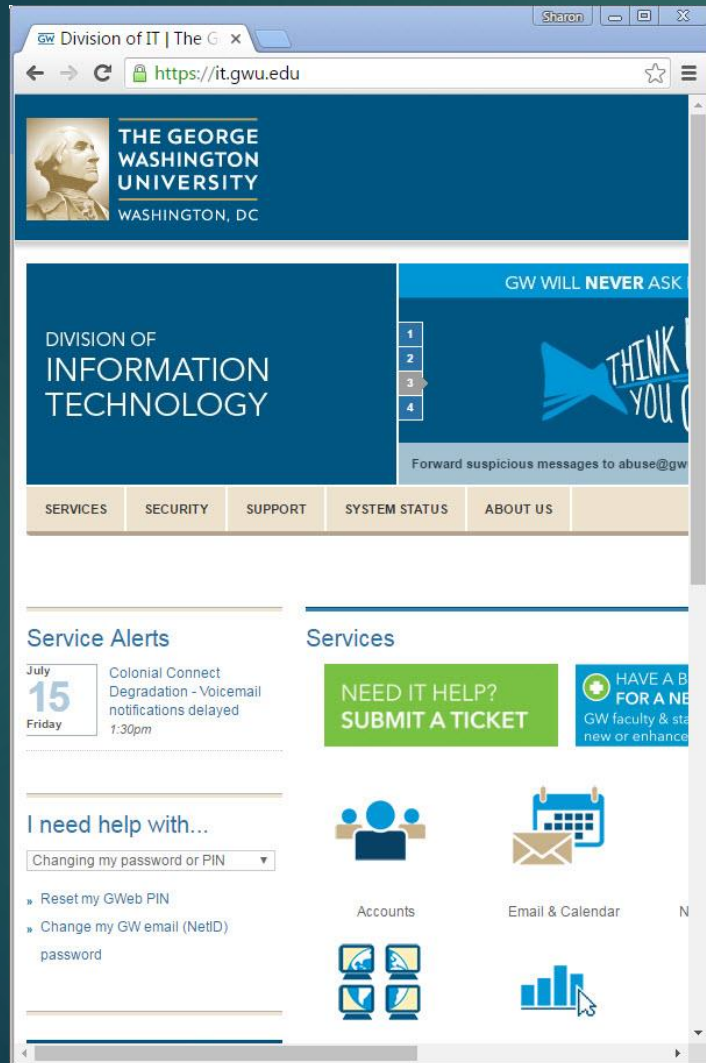 Sharon
GW Division of IT | The G
https://it.gwu.edu
THE GEORGE
WASHINGTON
UNIVERSITY
WASHINGTON, DC
DIVISION OF
INFORMATION
TECHNOLOGY
GW WILL NEVER ASK
1
2
3
4
THINK
YOU
Forward suspicious messages to abuse@gw
SERVICES SECURITY SUPPORT SYSTEM STATUS ABOUT US
Service Alerts
July
15
Friday
Colonial Connect
Degradation - Voicemail
notifications delayed
1:30pm
I need help with...
Changing my password or PIN
» Reset my GWeb PIN
» Change my GW email (NetID)
password
Services
NEED IT HELP?
SUBMIT A TICKET
HAVE A B
FOR A NE
GW faculty & sta
new or enhance
Accounts
Email & Calendar
N